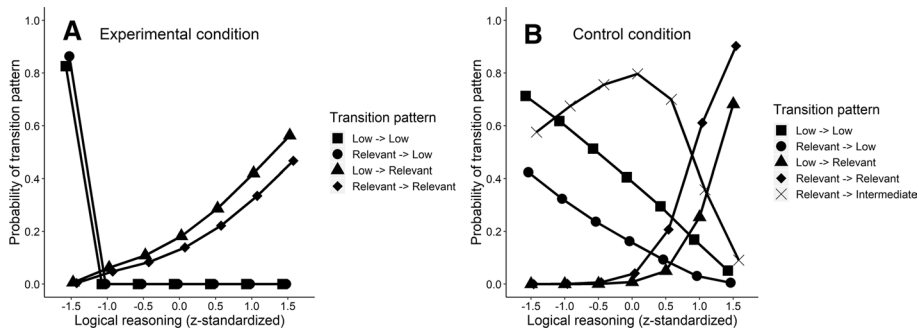 A Experimental condition
Probability of transition pattern
1.0
0.8
0.6
0.4
0.2
0.0
-1.5 -1.0 -0.5 0.0 0.5 1.0 1.5
Logical reasoning (z-standardized)
Transition pattern
Low -> Low
Relevant -> Low
Low -> Relevant
Relevant -> Relevant
B Control condition
Probability of transition pattern
1.0
0.8
0.6
0.4
0.2
0.0
-1.5 -1.0 -0.5 0.0 0.5 1.0 1.5
Logical reasoning (z-standardized)
Transition pattern
Low -> Low
Relevant -> Low
Low -> Relevant
Relevant -> Relevant
Relevant -> Intermediate